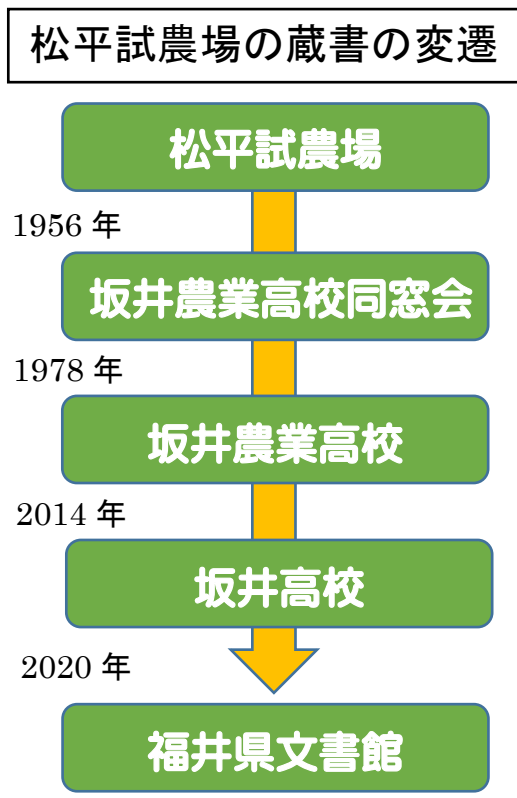 松平試農場の蔵書の変遷
松平試農場
1956 年
坂井農業高校同窓会
1978 年
坂井農業高校
2014 年
坂井高校
2020 年
福井県文書館